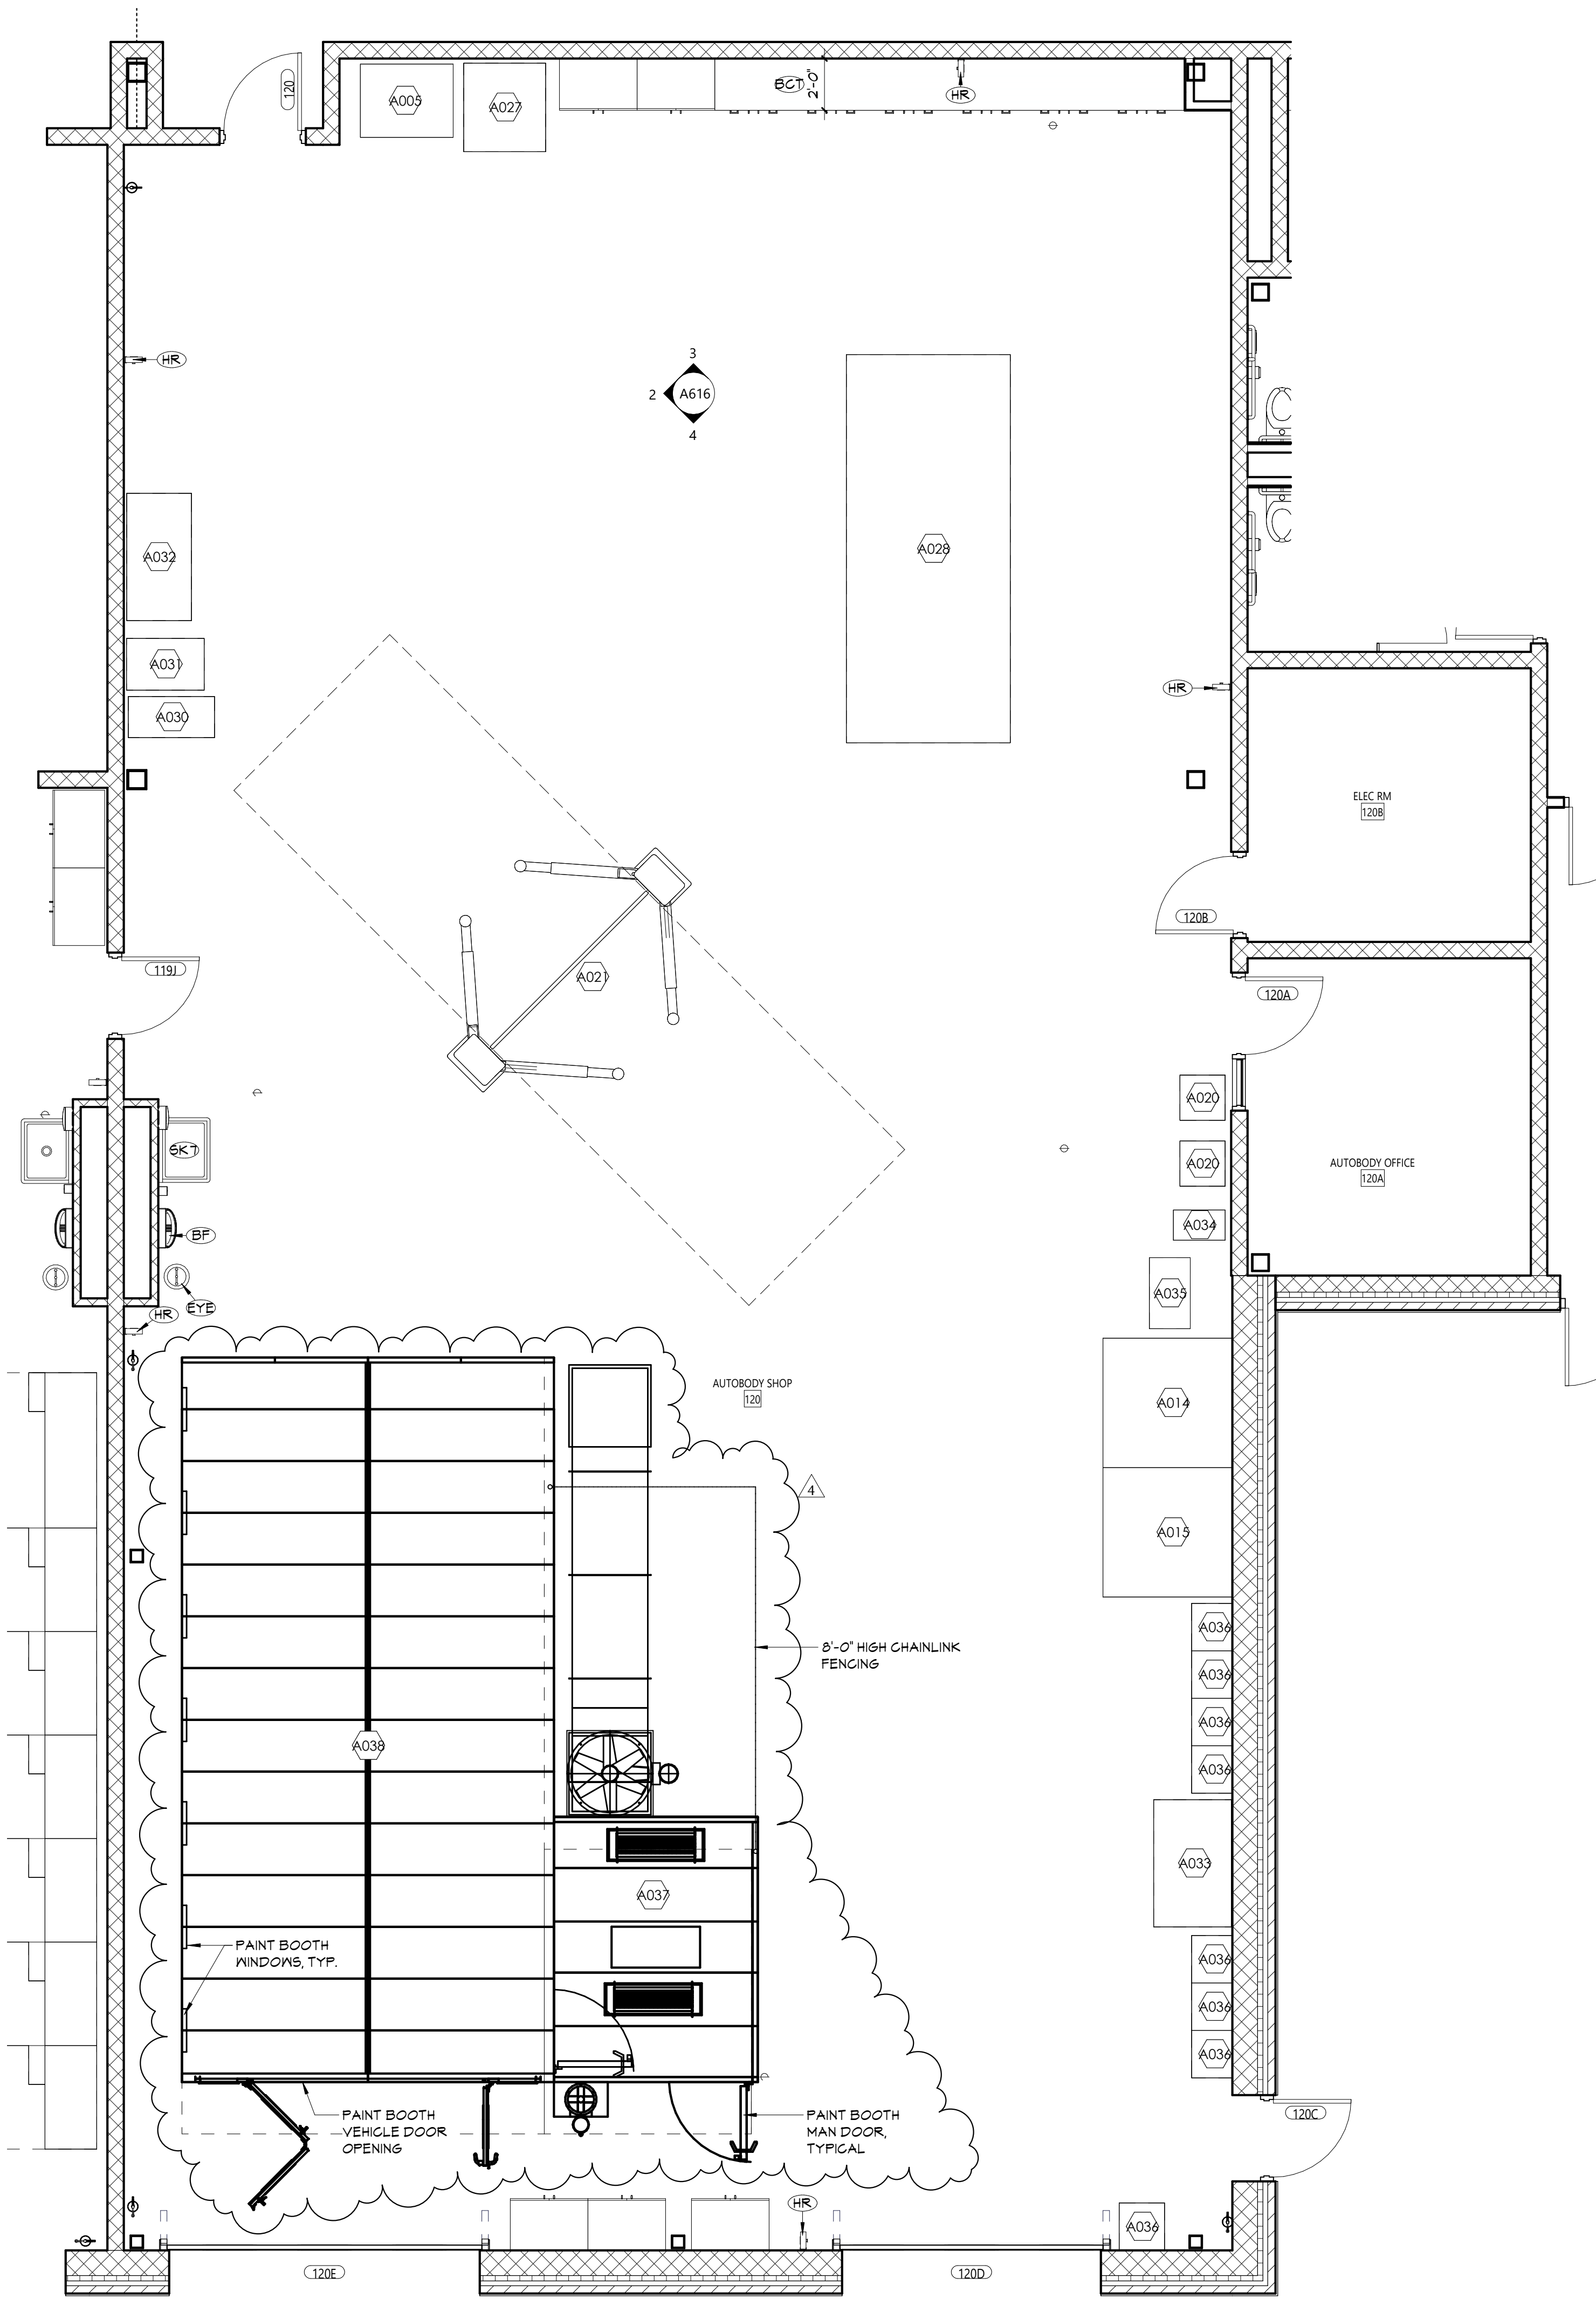 120
A005
A027
BCT
2'-0"
HR
HR
3
2
A616
4
A032
A028
A031
HR
A030
ELEC RM
120B
120B
119J
A021
120A
A020
SK7
A020
AUTOBODY OFFICE
120A
A034
BF
EYE
HR
A035
AUTOBODY SHOP
120
A014
4
A015
A036
8'-0" HIGH CHAINLINK
FENCING
A036
A036
A038
A036
A033
A037
PAINT BOOTH
WINDOWS, TYP.
A036
A036
A036
PAINT BOOTH
VEHICLE DOOR
OPENING
PAINT BOOTH
MAN DOOR,
TYPICAL
120C
HR
A036
120E
120D